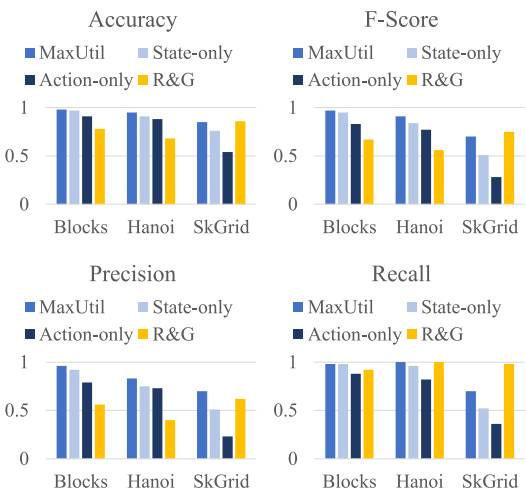 Accuracy
MaxUtil State-only
Action-only R&G
1
0.5
0
Blocks Hanoi SkGrid
F-Score
MaxUtil State-only
Action-only R&G
1
0.5
0
Blocks Hanoi SkGrid
Precision
MaxUtil State-only
Action-only R&G
1
0.5
0
Blocks Hanoi SkGrid
Recall
MaxUtil State-only
Action-only R&G
1
0.5
0
Blocks Hanoi SkGrid